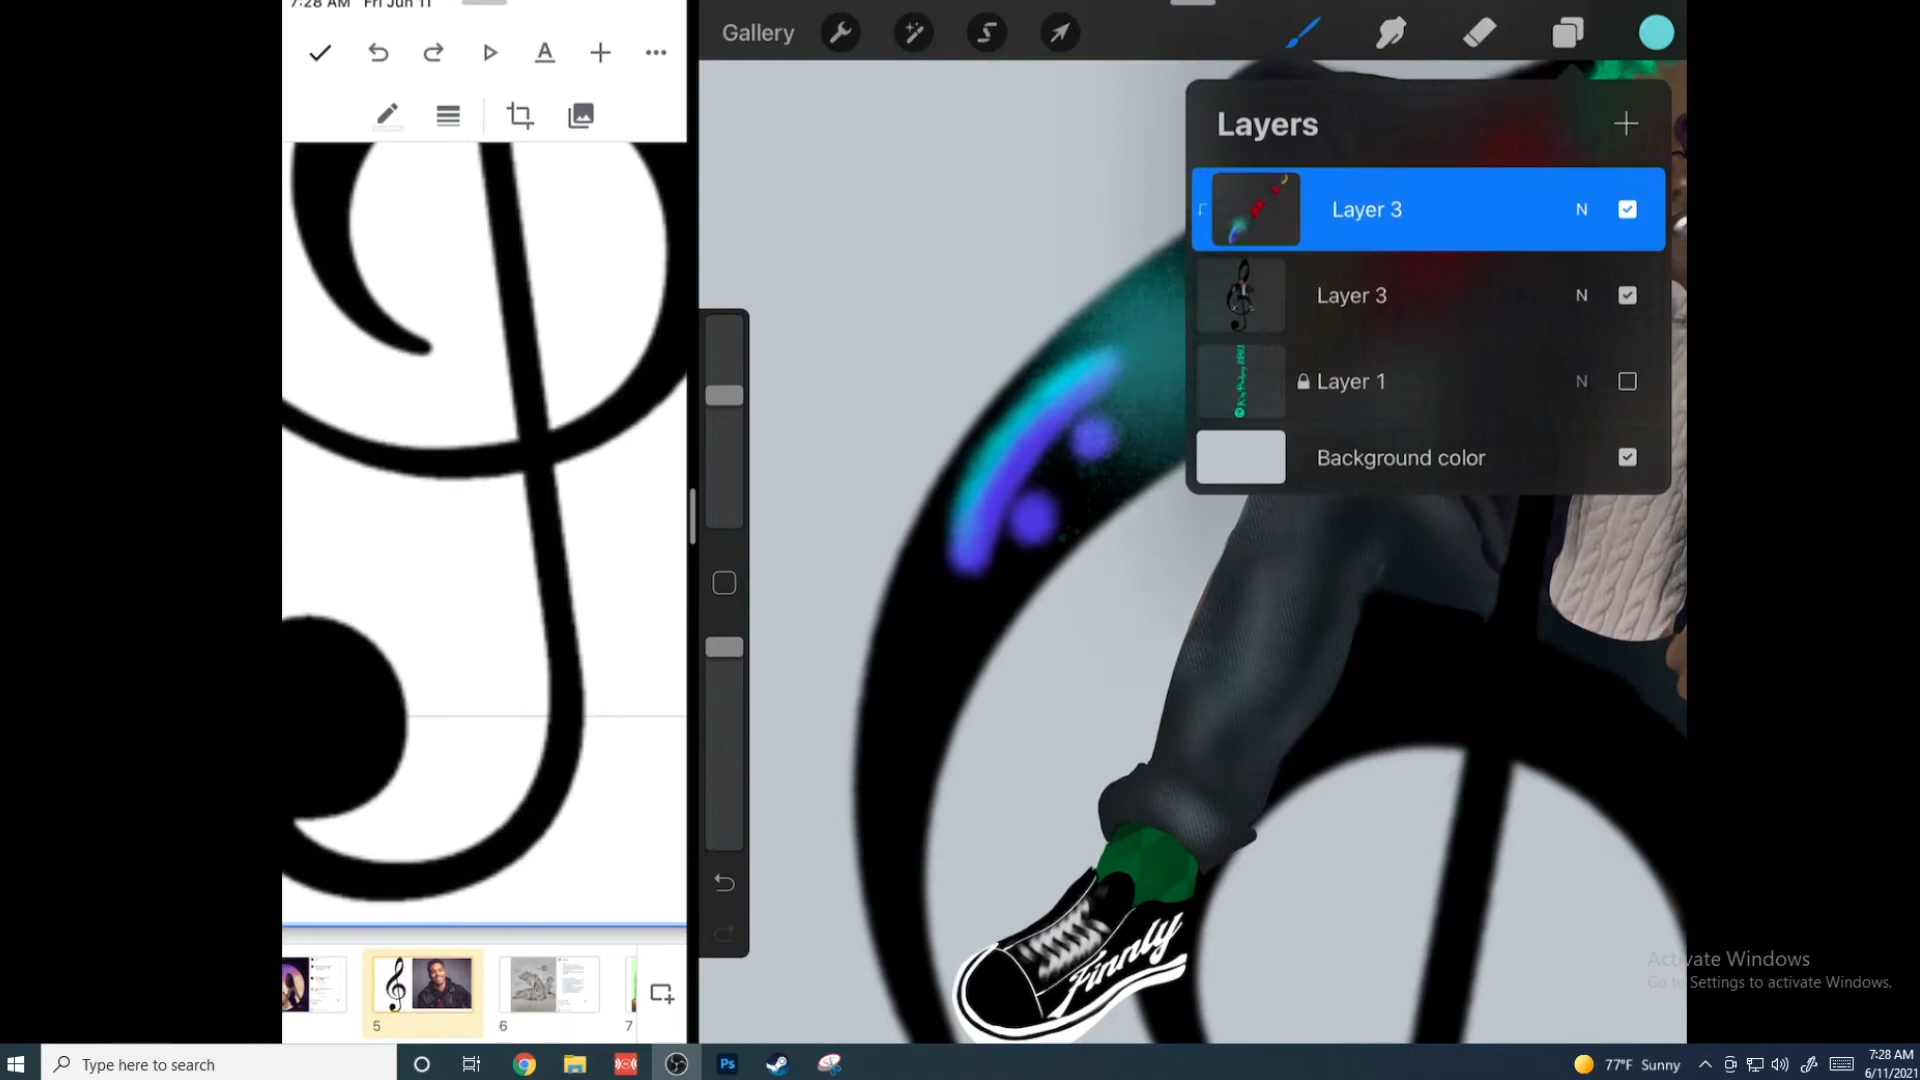 7:28 AM Fri Jun 11
Gallery
Layers
Layer 3
N
Layer 3
N
Layer 1
N
Background color
Finnly
5
6
7
Activate Windows
Go to Settings to activate Windows.
Type here to search
Ps
77°F Sunny
7:28 AM
6/11/2021